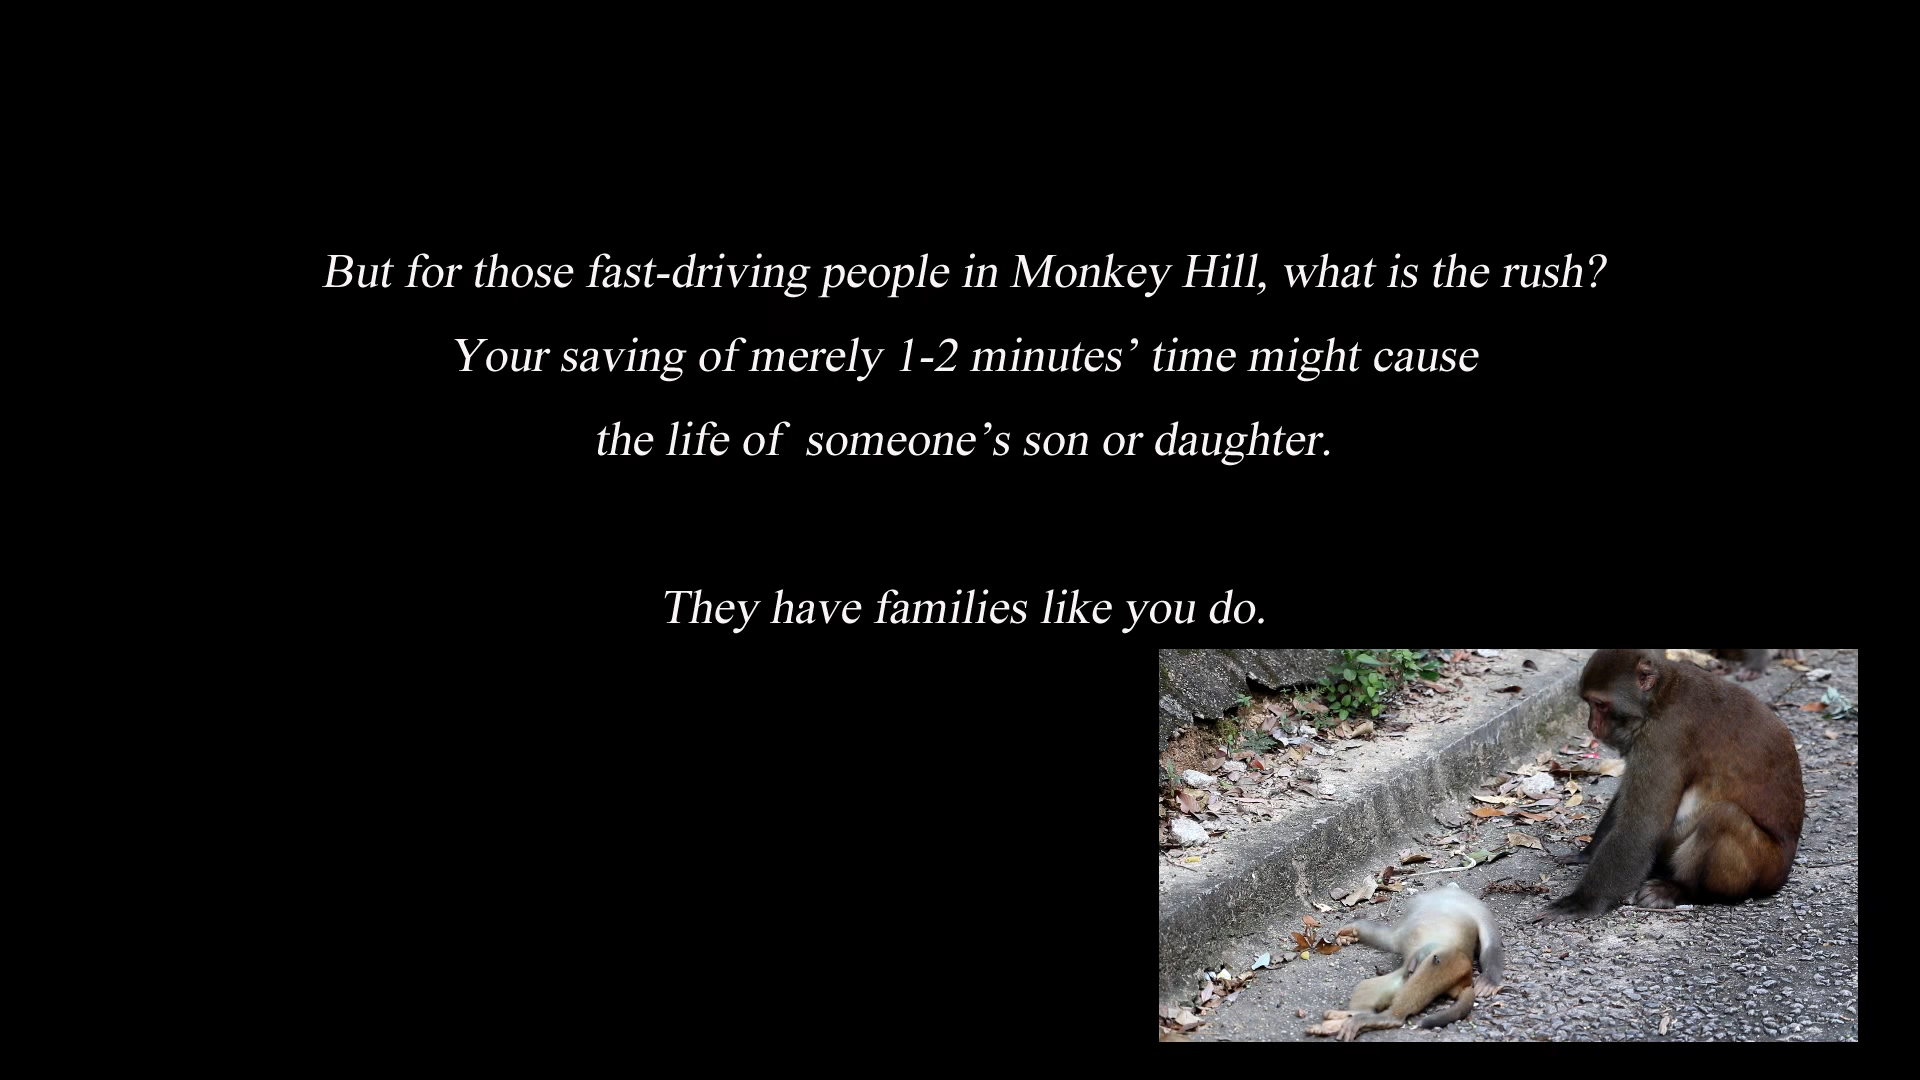 But for those fast-driving people in Monkey Hill, what is the rush?
Your saving of merely 1-2 minutes’ time might cause
the life of  someone’s son or daughter.
They have families like you do.